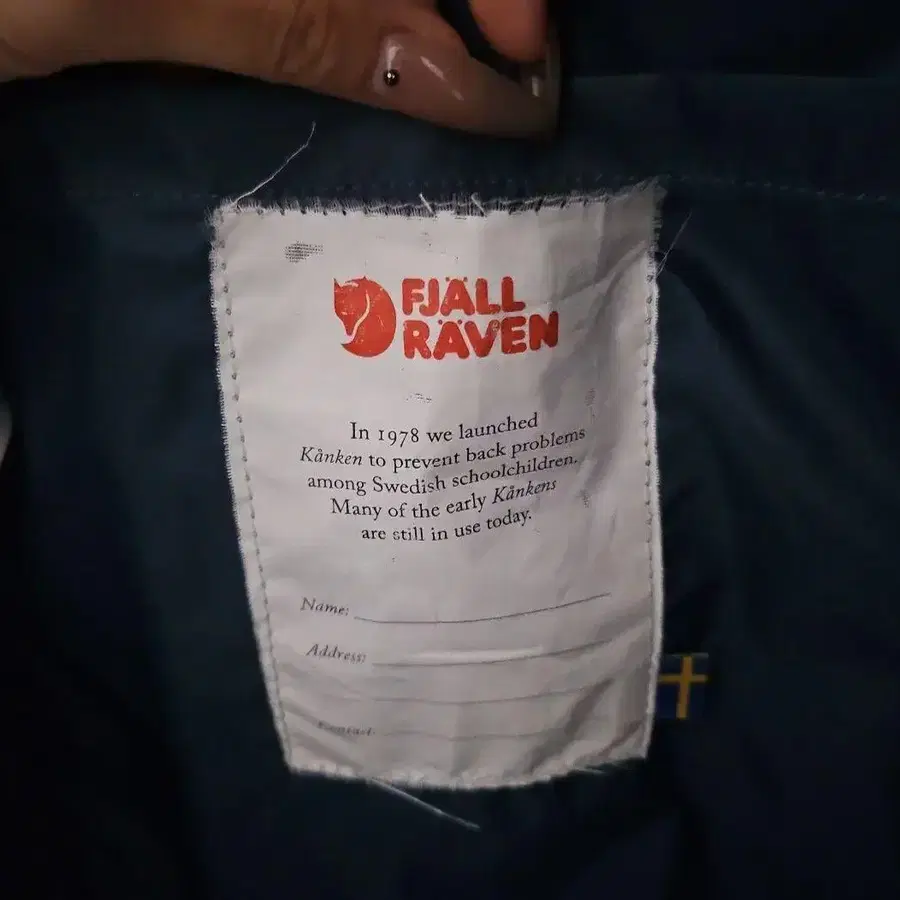 FJÄLL
RÄVEN
In 1978 we launched
Kånken to prevent back problems
among Swedish schoolchildren.
Many of the early Kånkens
are still in use today.
Name:
Address:
Contact: